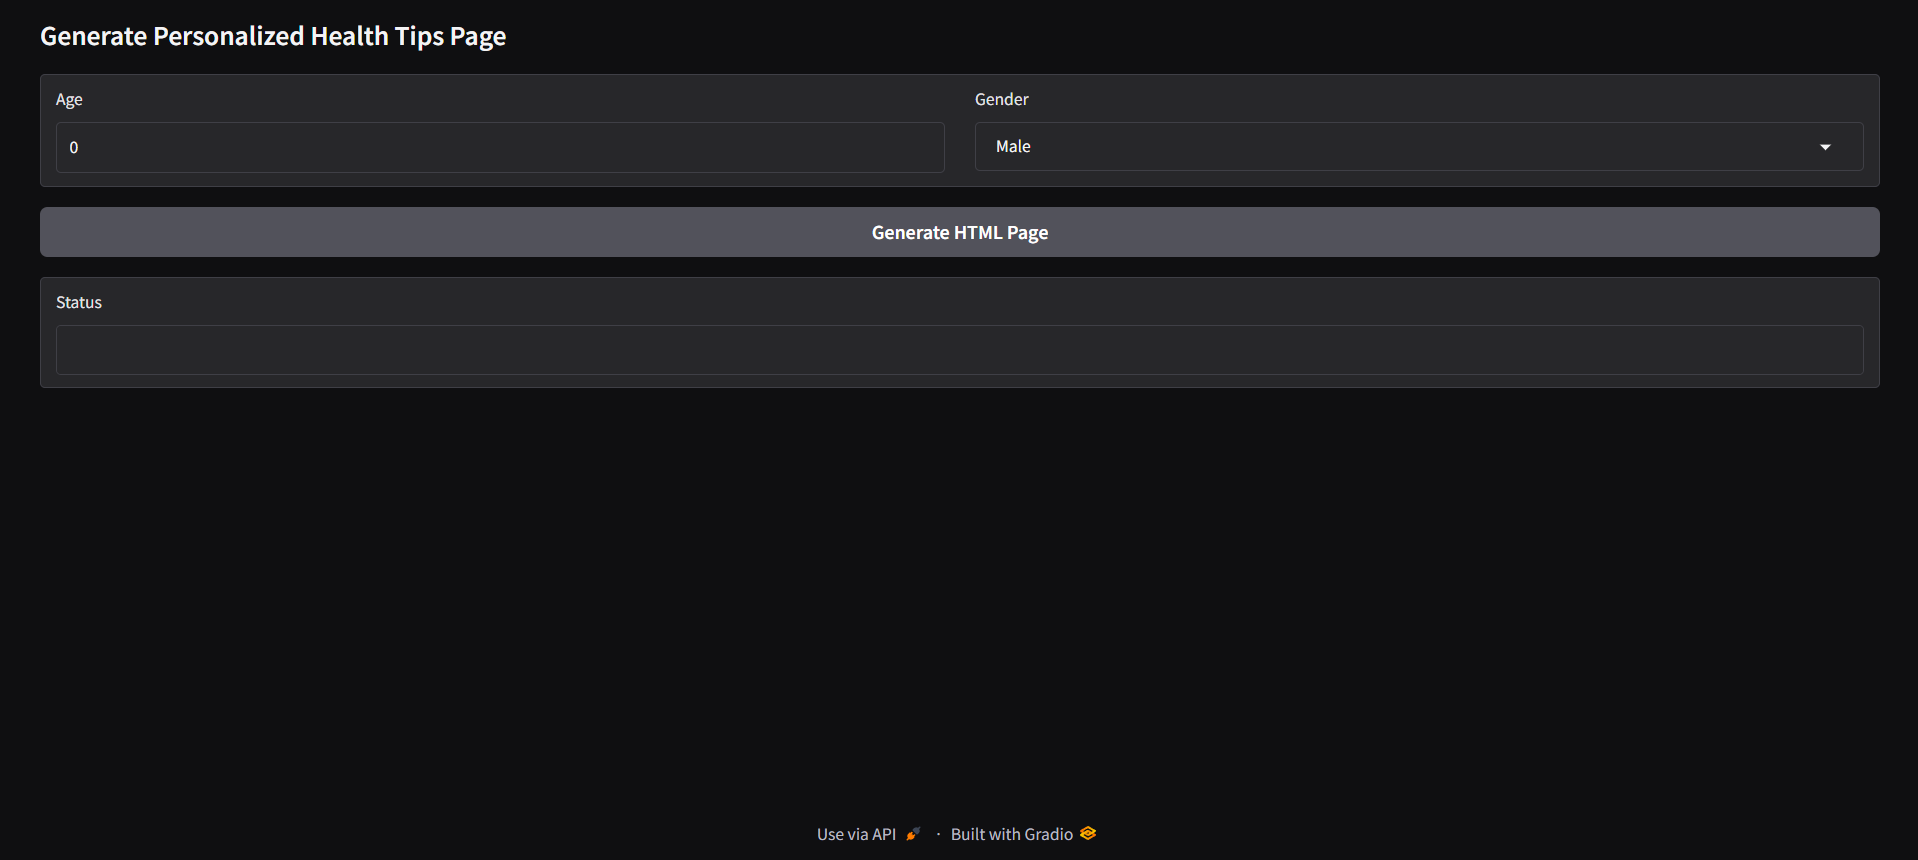 Generate Personalized Health Tips Page
Age
Gender
0
Male
Generate HTML Page
Status
Use via API · Built with Gradio